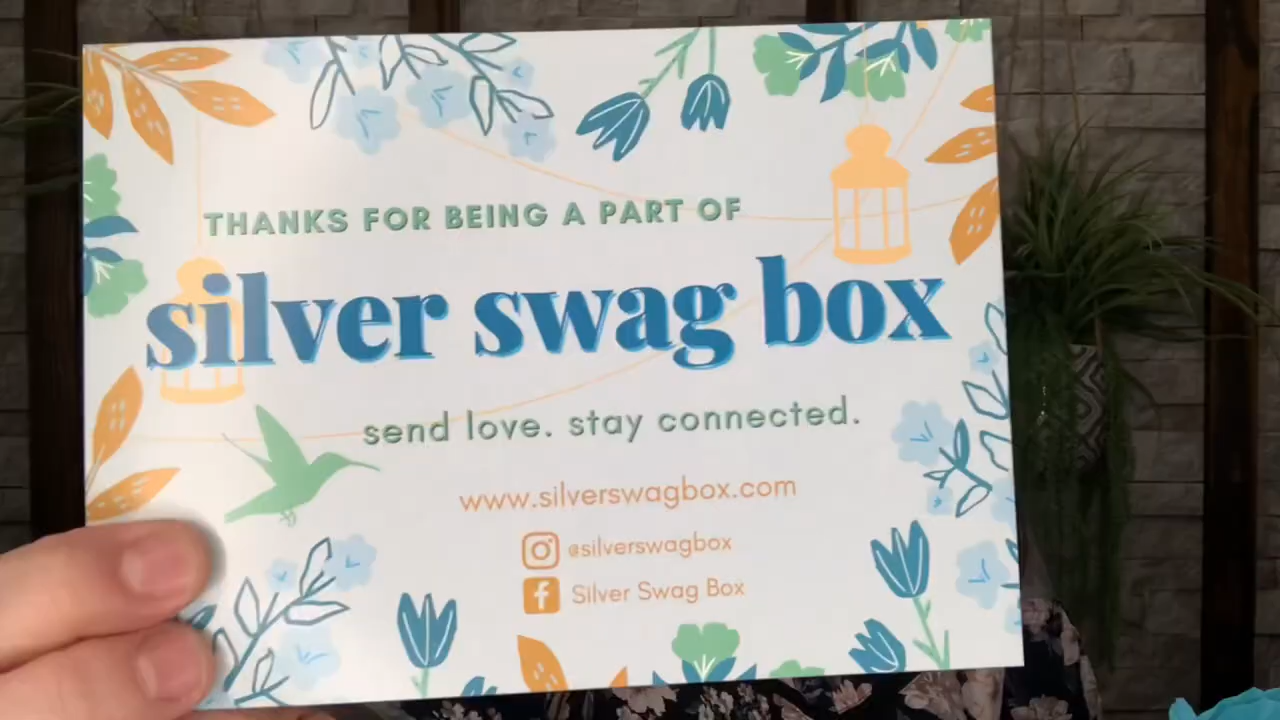 THANKS FOR BEING A PART OF
silver swag box
send love. stay connected.
www.silverswagbox.com
@silverswagbox
Silver Swag Box